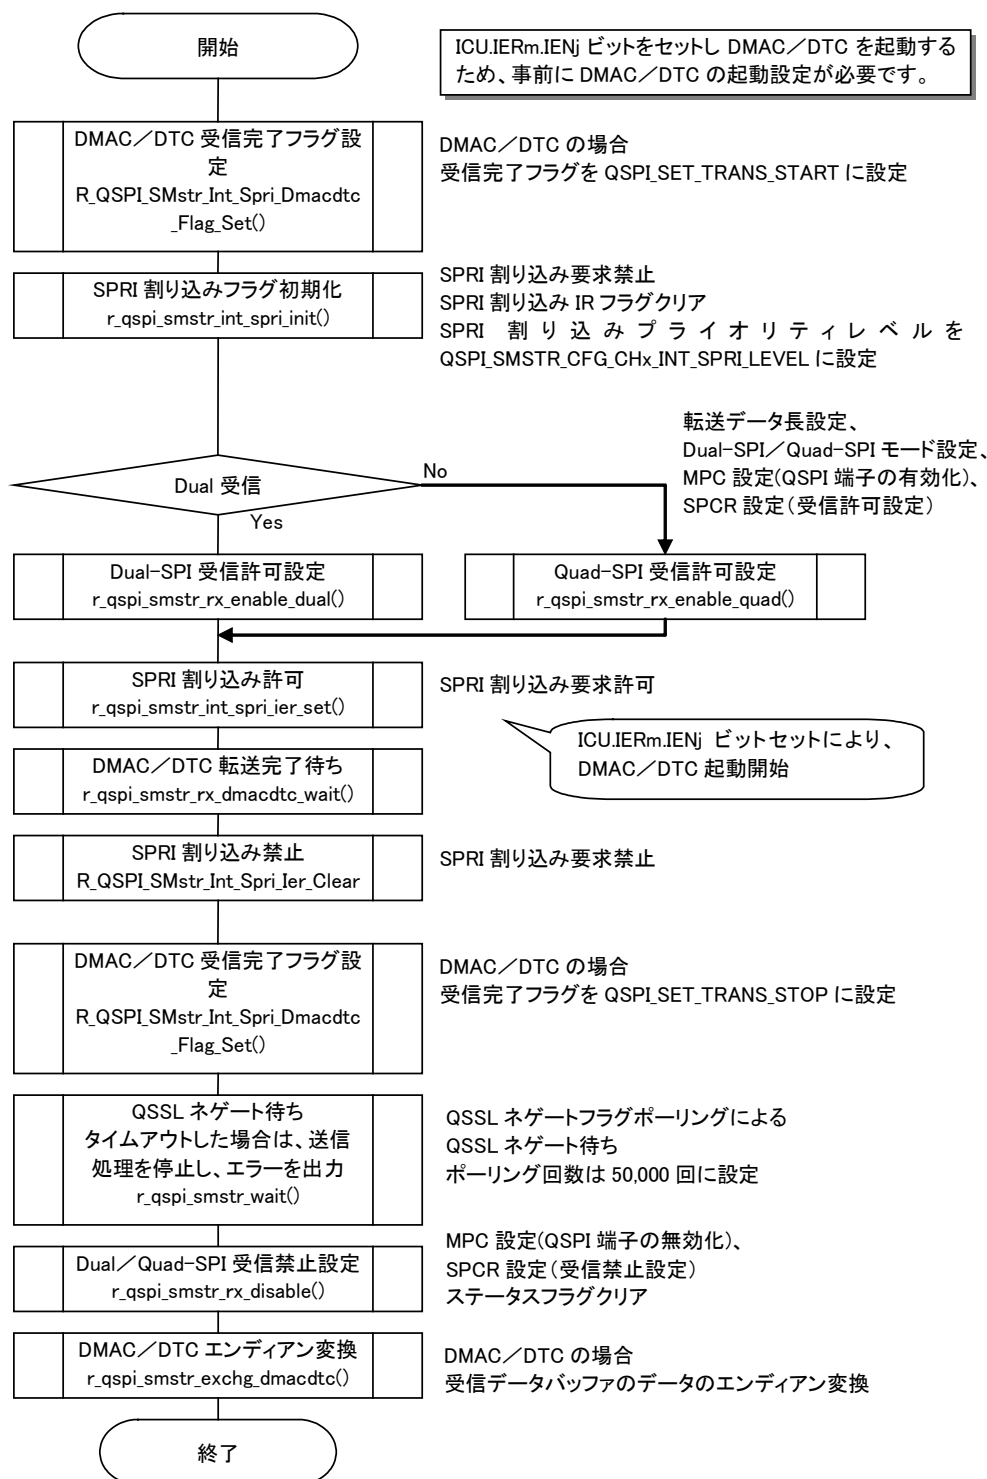 開始
ICU.IERm.IENj ビットをセットし DMAC／DTC を起動する
ため、事前に DMAC／DTC の起動設定が必要です。
DMAC／DTC 受信完了フラグ設
定
R_QSPI_SMstr_Int_Spri_Dmacdtc
_Flag_Set()
DMAC／DTC の場合
受信完了フラグを QSPI_SET_TRANS_START に設定
SPRI 割り込みフラグ初期化
r_qspi_smstr_int_spri_init()
SPRI 割り込み要求禁止
SPRI 割り込み IR フラグクリア
SPRI 割り込みプライオリティレベルを
QSPI_SMSTR_CFG_CHx_INT_SPRI_LEVEL に設定
転送データ長設定、
Dual-SPI／Quad-SPI モード設定、
MPC 設定(QSPI 端子の有効化)、
SPCR 設定（受信許可設定）
Dual 受信
No
Yes
Dual-SPI 受信許可設定
r_qspi_smstr_rx_enable_dual()
Quad-SPI 受信許可設定
r_qspi_smstr_rx_enable_quad()
SPRI 割り込み許可
r_qspi_smstr_int_spri_ier_set()
SPRI 割り込み要求許可
ICU.IERm.IENj ビットセットにより、
DMAC／DTC 起動開始
DMAC／DTC 転送完了待ち
r_qspi_smstr_rx_dmacdtc_wait()
SPRI 割り込み禁止
R_QSPI_SMstr_Int_Spri_Ier_Clear
SPRI 割り込み要求禁止
DMAC／DTC 受信完了フラグ設
定
R_QSPI_SMstr_Int_Spri_Dmacdtc
_Flag_Set()
DMAC／DTC の場合
受信完了フラグを QSPI_SET_TRANS_STOP に設定
QSSL ネゲート待ち
タイムアウトした場合は、送信
処理を停止し、エラーを出力
r_qspi_smstr_wait()
QSSL ネゲートフラグポーリングによる
QSSL ネゲート待ち
ポーリング回数は 50,000 回に設定
Dual／Quad-SPI 受信禁止設定
r_qspi_smstr_rx_disable()
MPC 設定(QSPI 端子の無効化)、
SPCR 設定（受信禁止設定）
ステータスフラグクリア
DMAC／DTC エンディアン変換
r_qspi_smstr_exchg_dmacdtc()
DMAC／DTC の場合
受信データバッファのデータのエンディアン変換
終了